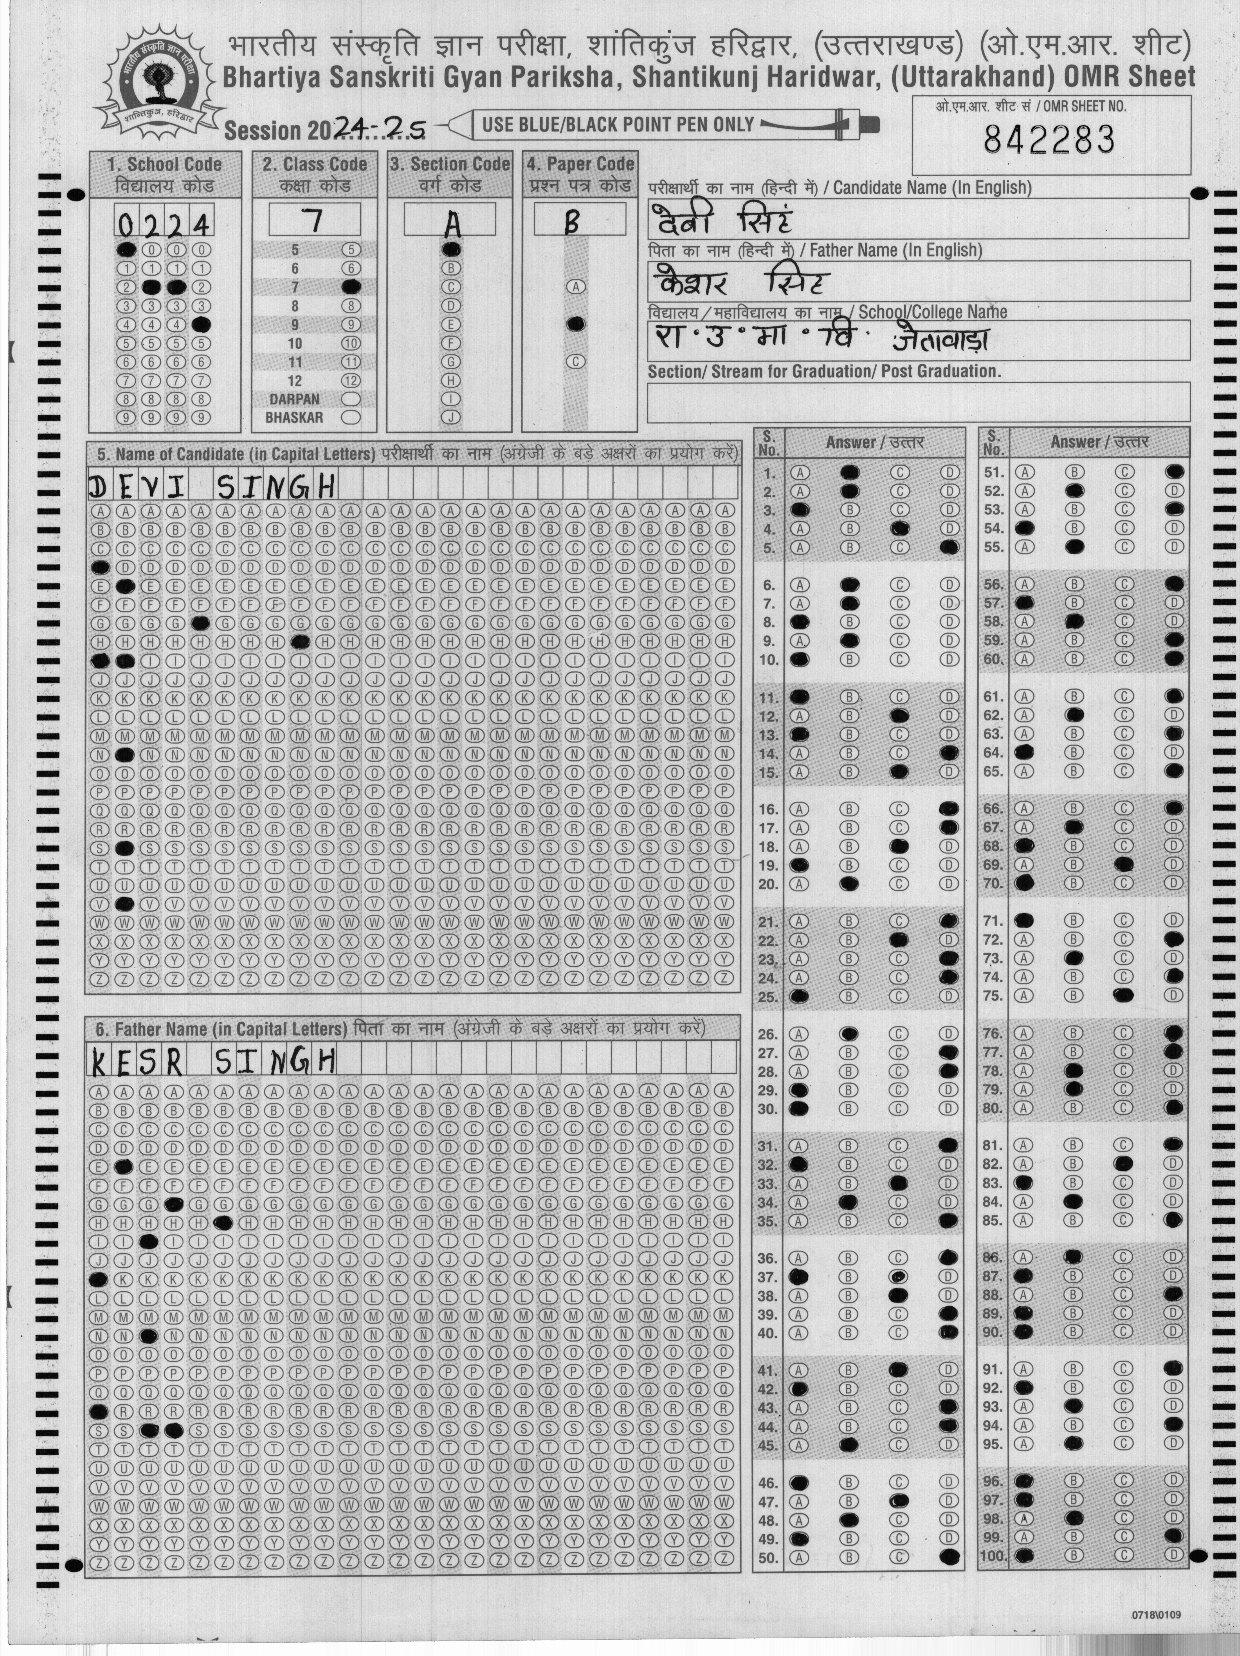 भारतीय संस्कृति ज्ञान परीक्षा, शांतिकुंज हरिद्वार, (उत्तराखण्ड) (ओ.एम.आर. शीट)
Bhartiya Sanskriti Gyan Pariksha, Shantikunj Haridwar, (Uttarakhand) OMR Sheet
Session 2024-25 USE BLUE/BLACK POINT PEN ONLY
ओ.एम.आर. शीट सं / OMR SHEET NO.
842283
1. School Code
विद्यालय कोड
0224
2. Class Code
कक्षा कोड
7
5
6
7
8
9
10
11
12
DARPAN
BHASKAR
3. Section Code
वर्ग कोड
A
4. Paper Code
प्रश्न पत्र कोड
B
परीक्षार्थी का नाम (हिन्दी में) / Candidate Name (In English)
देवी सिहं
पिता का नाम (हिन्दी में) / Father Name (In English)
केशर सिह
विद्यालय/महाविद्यालय का नाम / School/College Name
रा.उ.मा.वि. जेतावाड़ा
Section/ Stream for Graduation/ Post Graduation.
5. Name of Candidate (in Capital Letters) परीक्षार्थी का नाम (अंग्रेजी के बड़े अक्षरों का प्रयोग करें)
DEVI SINGH
6. Father Name (in Capital Letters) पिता का नाम (अंग्रेजी के बड़े अक्षरों का प्रयोग करें)
KESR SINGH
S. No. Answer / उत्तर
S. No. Answer / उत्तर
0718\0109